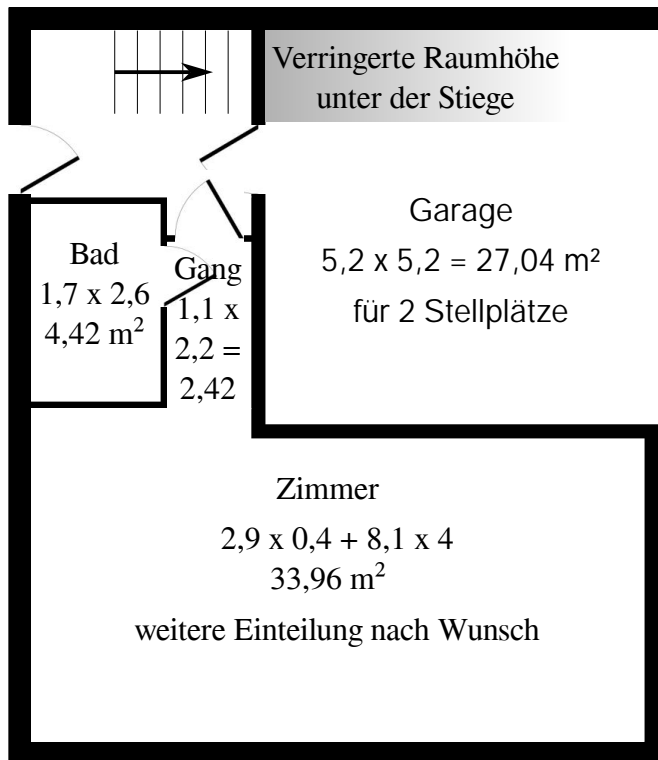 Verringerte Raumhöhe
unter der Stiege
Garage
5,2 x 5,2 = 27,04 m²
für 2 Stellplätze
Bad
1,7 x 2,6
4,42 m²
Gang
1,1 x
2,2 =
2,42
Zimmer
2,9 x 0,4 + 8,1 x 4
33,96 m²
weitere Einteilung nach Wunsch